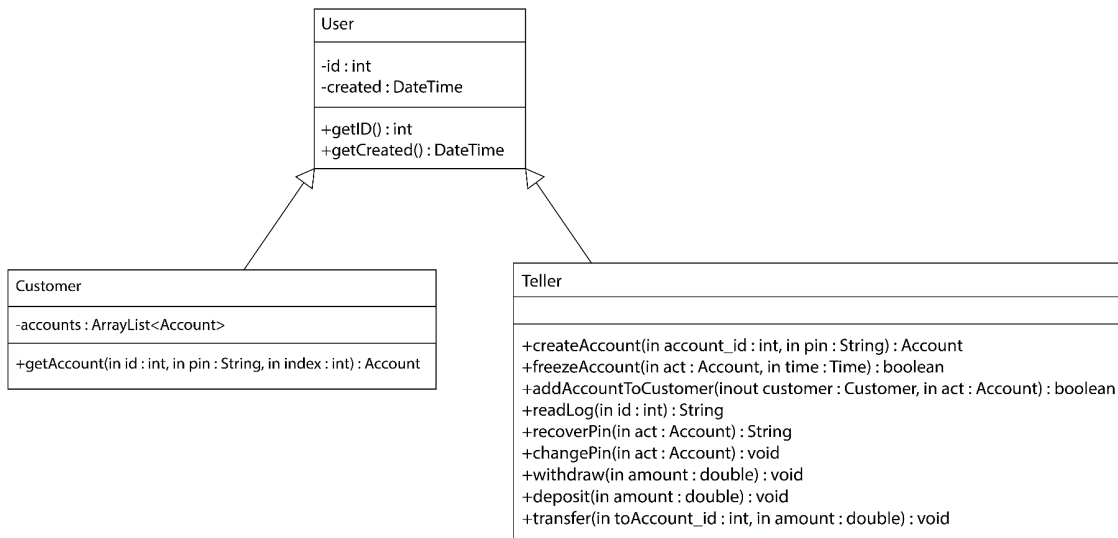 User
-id : int
-created : DateTime
+getID() : int
+getCreated() : DateTime
Customer
-accounts : ArrayList<Account>
+getAccount(in id : int, in pin : String, in index : int) : Account
Teller
+createAccount(in account_id : int, in pin : String) : Account
+freezeAccount(in act : Account, in time : Time) : boolean
+addAccountToCustomer(inout customer : Customer, in act : Account) : boolean
+readLog(in id : int) : String
+recoverPin(in act : Account) : String
+changePin(in act : Account) : void
+withdraw(in amount : double) : void
+deposit(in amount : double) : void
+transfer(in toAccount_id : int, in amount : double) : void